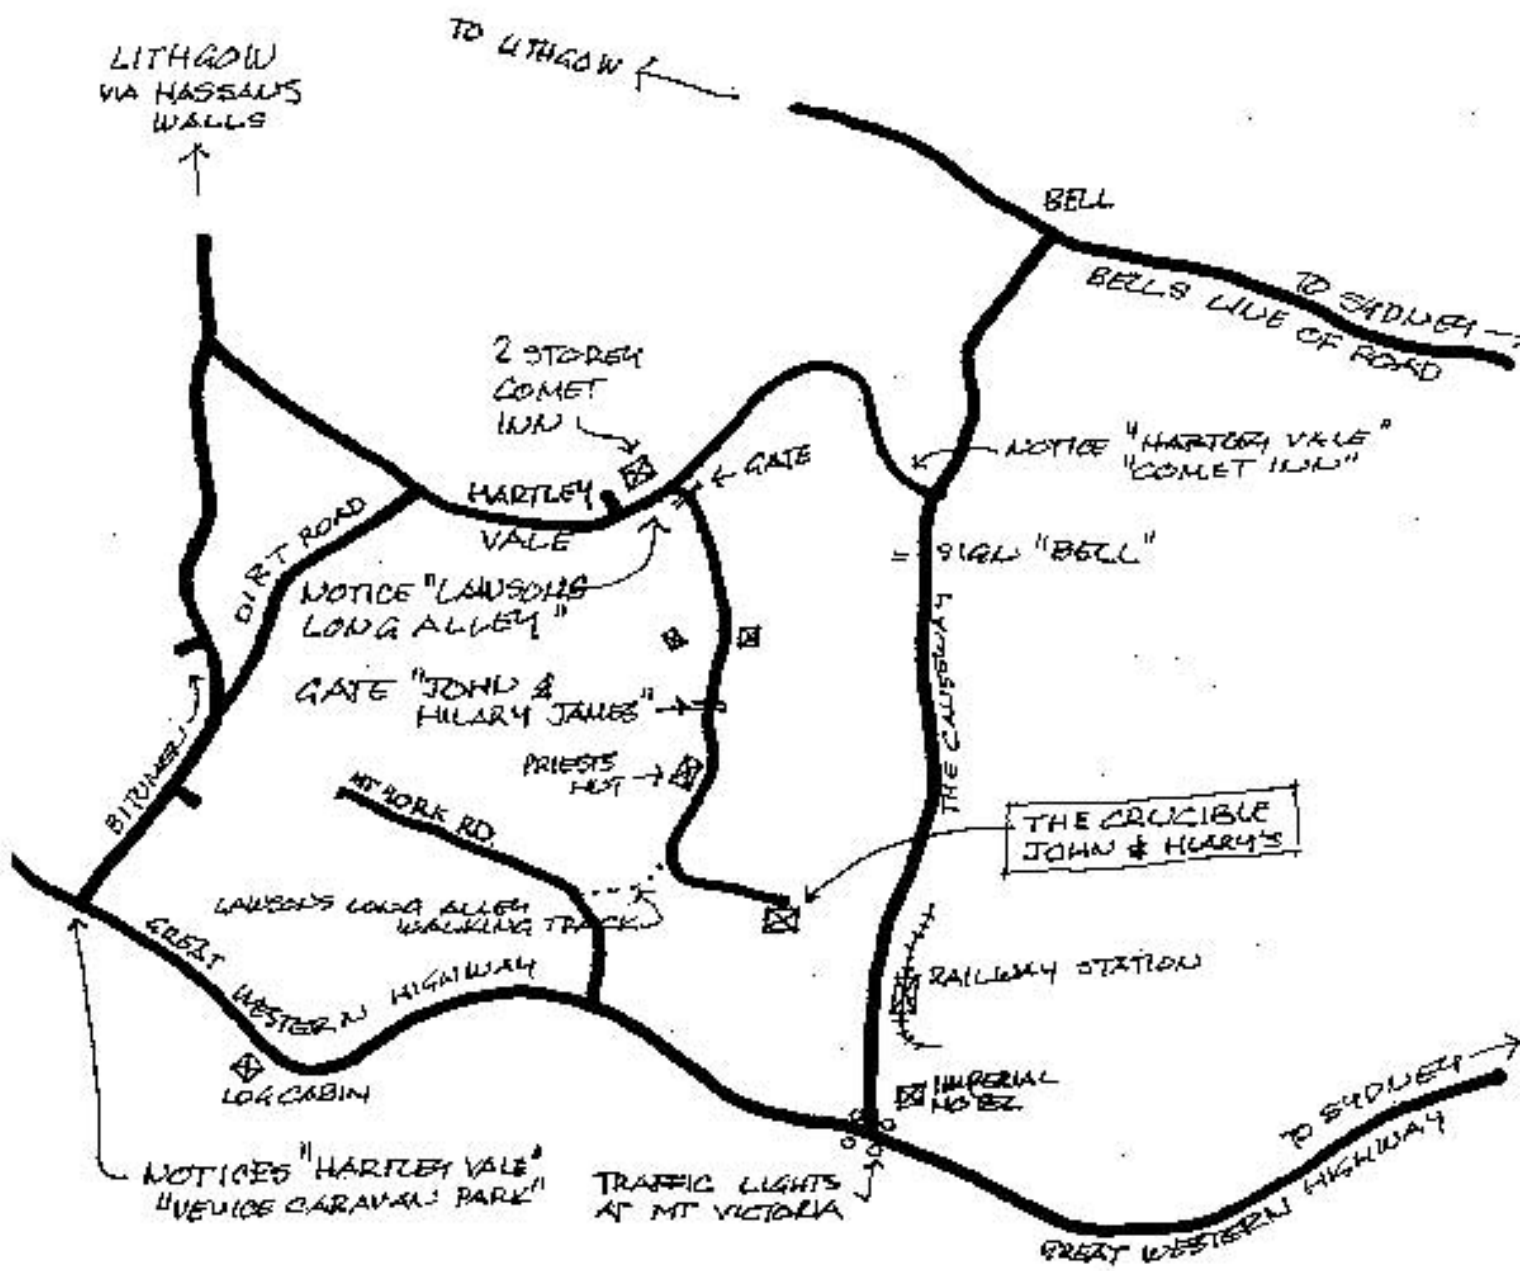 LITHGOW
VIA HASSANS
WALLS
TO LITHGOW
BELL
BELLS LINE OF ROAD
TO SYDNEY
2 STOREY
COMET
INN
GATE
NOTICE "HARTLEY VALE"
"COMET INN"
HARTLEY
VALE
DIRT ROAD
SIGN "BELL"
NOTICE "LAWSONS
LONG ALLEY"
THE CAUSWAY
GATE "JOHN &
HILARY JAMES"
BITUMEN
PRIESTS
HUT
MT YORK RD.
THE CRUCIBLE
JOHN & HILARY'S
LAWSONS LONG ALLEY
WALKING TRACK
GREAT WESTERN HIGHWAY
RAILWAY STATION
LOG CABIN
IMPERIAL
HOTEL
TO SYDNEY
NOTICES "HARTLEY VALE"
"VENICE CARAVAN PARK"
TRAFFIC LIGHTS
AT MT VICTORIA
GREAT WESTERN HIGHWAY